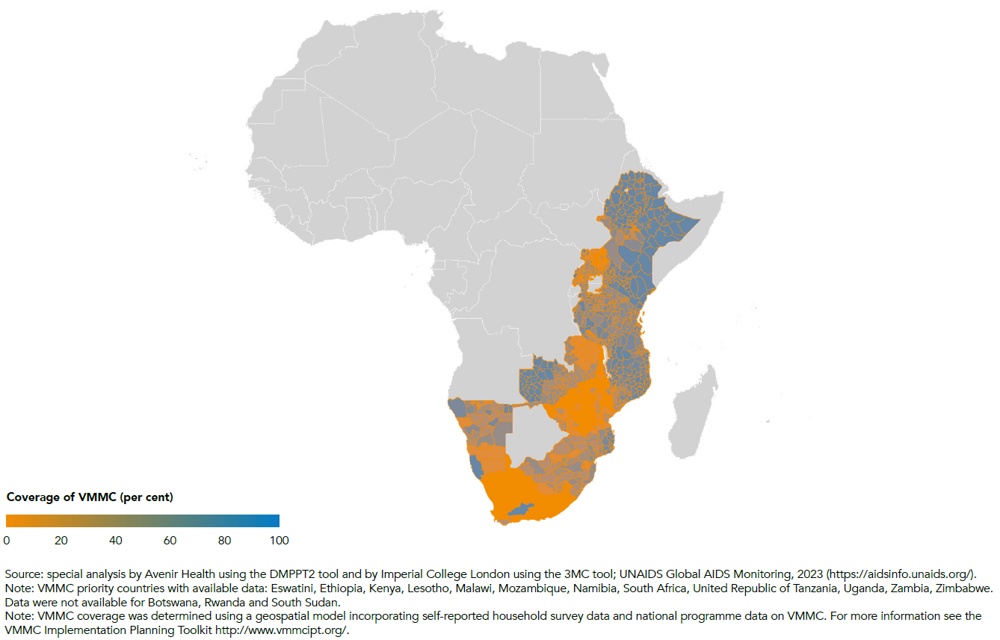 Coverage of VMMC (per cent)
0 20 40 60 80 100
Source: special analysis by Avenir Health using the DMPPT2 tool and by Imperial College London using the 3MC tool; UNAIDS Global AIDS Monitoring, 2023 (https://aidsinfo.unaids.org/).
Note: VMMC priority countries with available data: Eswatini, Ethiopia, Kenya, Lesotho, Malawi, Mozambique, Namibia, South Africa, United Republic of Tanzania, Uganda, Zambia, Zimbabwe.
Data were not available for Botswana, Rwanda and South Sudan.
Note: VMMC coverage was determined using a geospatial model incorporating self-reported household survey data and national programme data on VMMC. For more information see the
VMMC Implementation Planning Toolkit http://www.vmmcipt.org/.